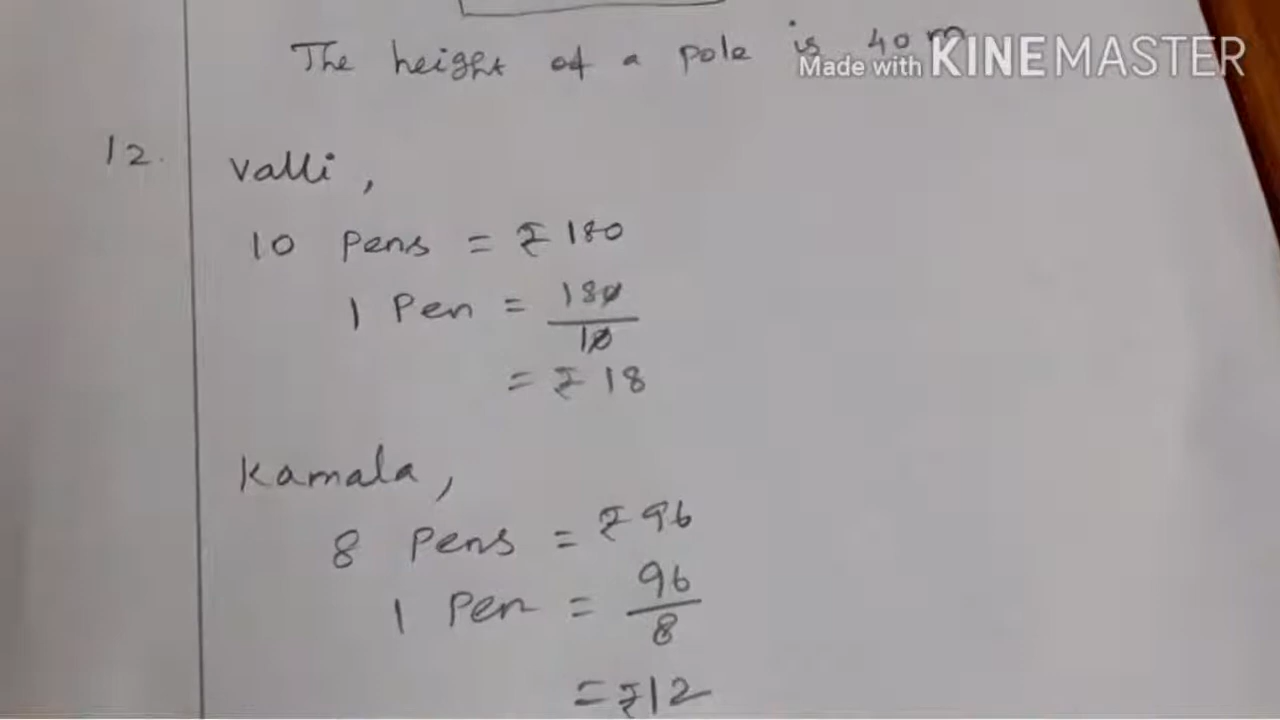 The height of a pole is 40 m
Made with KINEMASTER
12.
Valli,
10 Pens = ₹ 180
1 Pen = 180
10
= ₹ 18
Kamala,
8 Pens = ₹ 96
1 Pen = 96
8
= ₹12